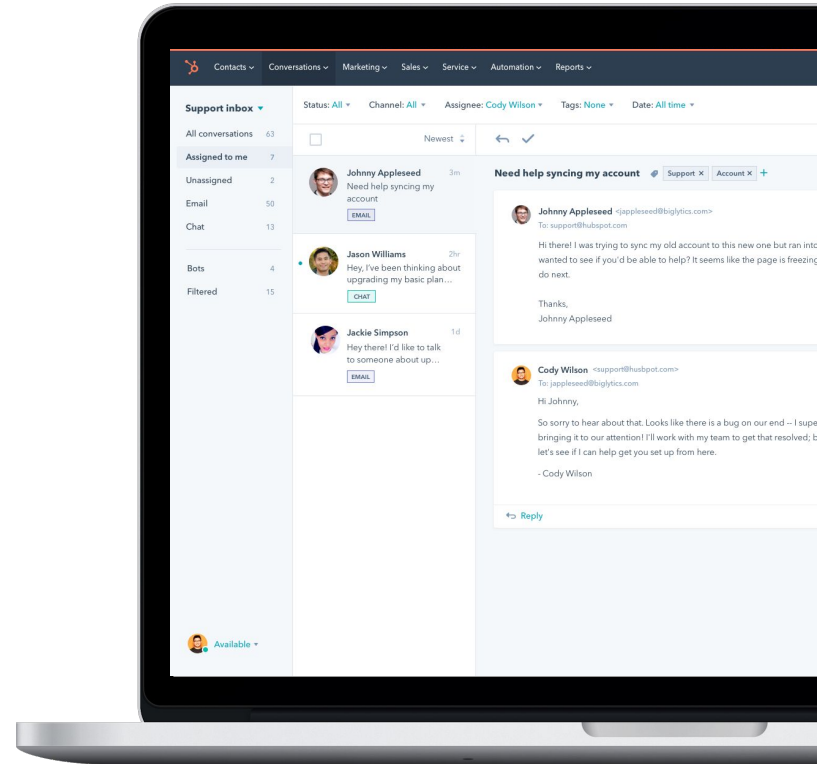 Contacts Conversations Marketing Sales Service Automation Reports
Support inbox
All conversations 63
Assigned to me 7
Unassigned 2
Email 50
Chat 13
Bots 4
Filtered 15
Available
Status: All Channel: All Assignee: Cody Wilson Tags: None Date: All time
Newest
Johnny Appleseed 3m
Need help syncing my
account
EMAIL
Jason Williams 2hr
Hey, I've been thinking about
upgrading my basic plan...
CHAT
Jackie Simpson 1d
Hey there! I'd like to talk
to someone about up...
EMAIL
Need help syncing my account Support × Account × +
Johnny Appleseed <jappleseed@biglytics.com>
To: support@hubspot.com
Hi there! I was trying to sync my old account to this new one but ran into
wanted to see if you'd be able to help? It seems like the page is freezing
do next.
Thanks,
Johnny Appleseed
Cody Wilson <support@husbpot.com>
To: jappleseed@biglytics.com
Hi Johnny,
So sorry to hear about that. Looks like there is a bug on our end -- I supe
bringing it to our attention! I'll work with my team to get that resolved; b
let's see if I can help get you set up from here.
- Cody Wilson
Reply